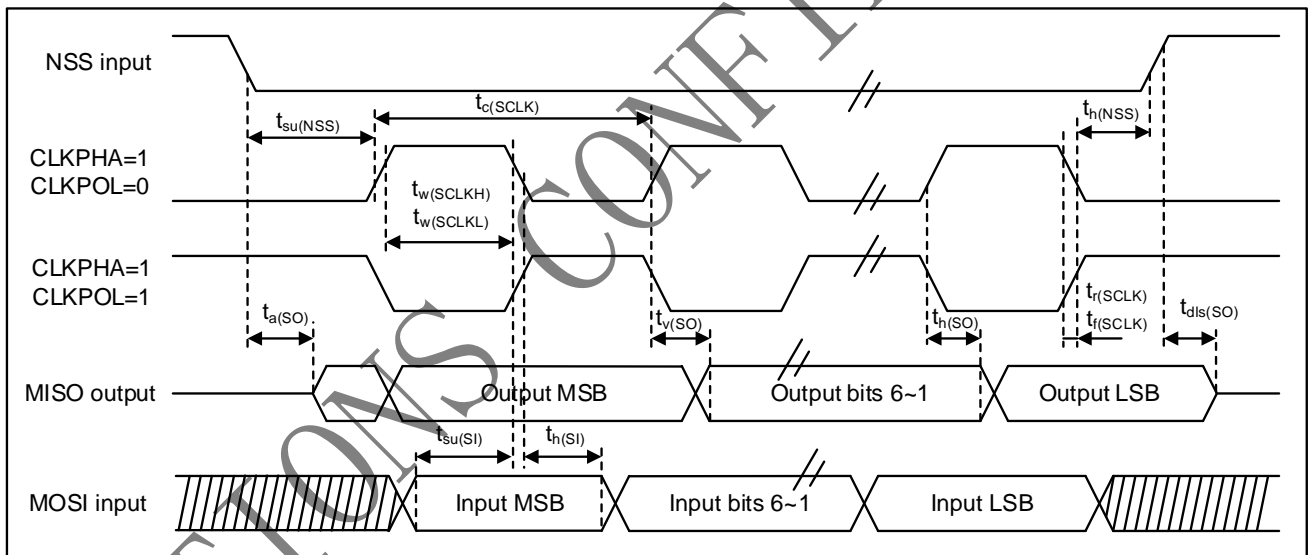 NSS input
tc(SCLK)
tsu(NSS)
th(NSS)
CLKPHA=1
CLKPOL=0
tw(SCLKH)
tw(SCLKL)
CLKPHA=1
CLKPOL=1
ta(SO)
tv(SO)
th(SO)
tr(SCLK)
tf(SCLK)
tdis(SO)
MISO output
Output MSB
Output bits 6~1
Output LSB
tsu(SI)
th(SI)
MOSI input
Input MSB
Input bits 6~1
Input LSB